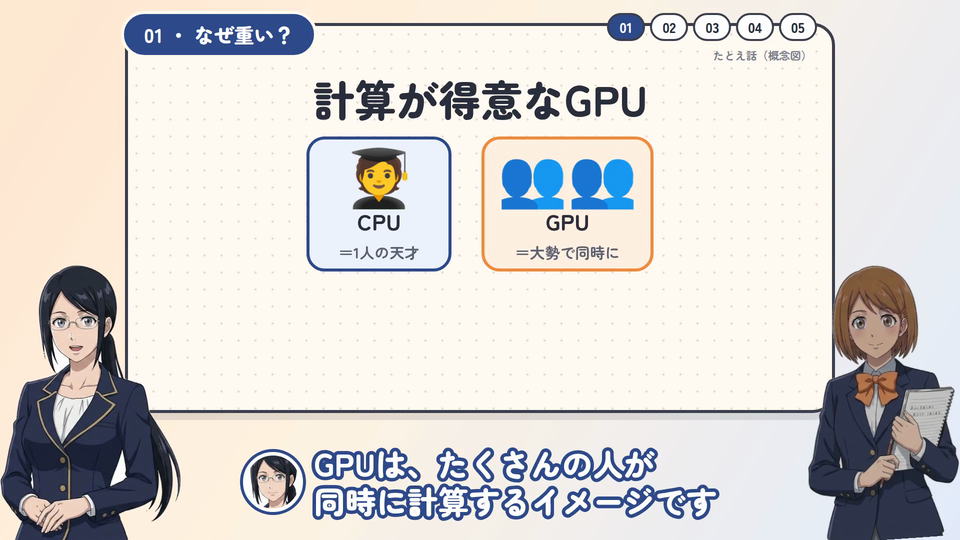 01 ・ なぜ重い？
01 02 03 04 05
たとえ話（概念図）
計算が得意なGPU
CPU
＝1人の天才
GPU
＝大勢で同時に
GPUは、たくさんの人が
同時に計算するイメージです